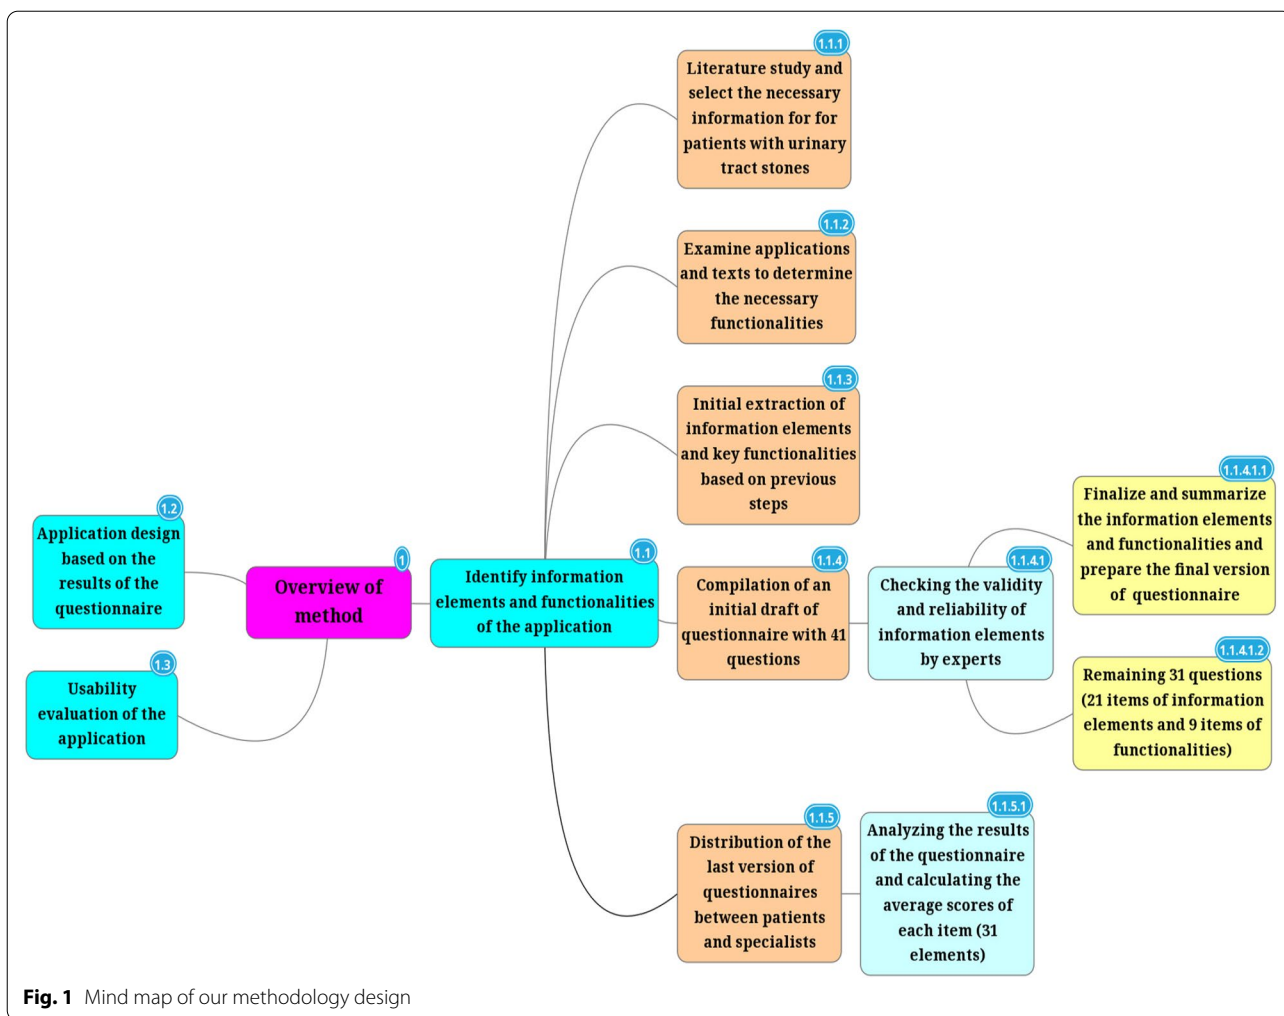 1.1.1
Literature study and
select the necessary
information for for
patients with urinary
tract stones
1.1.2
Examine applications
and texts to determine
the necessary
functionalities
1.1.3
Initial extraction of
information elements
and key functionalities
based on previous
steps
1.2
Application design
based on the
results of the
questionnaire
1
Overview of
method
1.1
Identify information
elements and functionalities
of the application
1.1.4
Compilation of an
initial draft of
questionnaire with 41
questions
1.1.4.1
Checking the validity
and reliability of
information elements
by experts
1.1.4.1.1
Finalize and summarize
the information elements
and functionalities and
prepare the final version
of questionnaire
1.1.4.1.2
Remaining 31 questions
(21 items of information
elements and 9 items of
functionalities)
1.3
Usability
evaluation of the
application
1.1.5
Distribution of the
last version of
questionnaires
between patients
and specialists
1.1.5.1
Analyzing the results
of the questionnaire
and calculating the
average scores of
each item (31
elements)
Fig. 1 Mind map of our methodology design